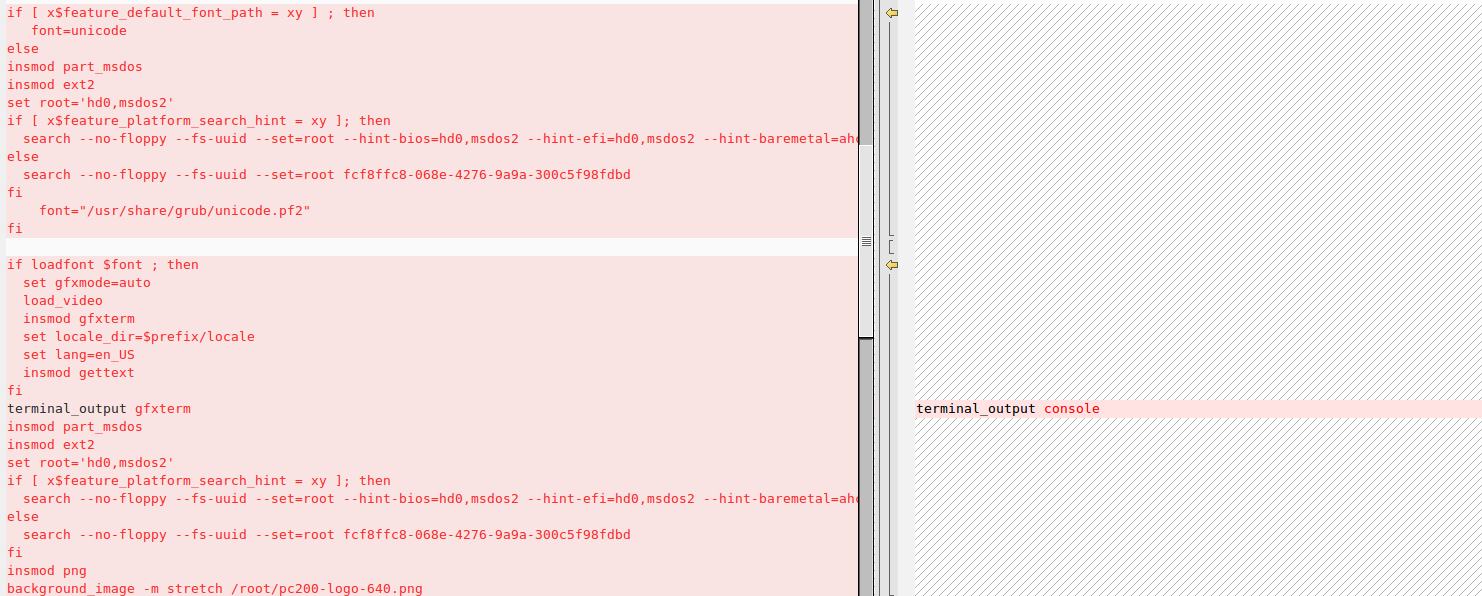 if [ x$feature_default_font_path = xy ] ; then
   font=unicode
else
insmod part_msdos
insmod ext2
set root='hd0,msdos2'
if [ x$feature_platform_search_hint = xy ]; then
  search --no-floppy --fs-uuid --set=root --hint-bios=hd0,msdos2 --hint-efi=hd0,msdos2 --hint-baremetal=ahc
else
  search --no-floppy --fs-uuid --set=root fcf8ffc8-068e-4276-9a9a-300c5f98fdbd
fi
    font="/usr/share/grub/unicode.pf2"
fi
if loadfont $font ; then
  set gfxmode=auto
  load_video
  insmod gfxterm
  set locale_dir=$prefix/locale
  set lang=en_US
  insmod gettext
fi
terminal_output gfxterm
terminal_output console
insmod part_msdos
insmod ext2
set root='hd0,msdos2'
if [ x$feature_platform_search_hint = xy ]; then
  search --no-floppy --fs-uuid --set=root --hint-bios=hd0,msdos2 --hint-efi=hd0,msdos2 --hint-baremetal=ahc
else
  search --no-floppy --fs-uuid --set=root fcf8ffc8-068e-4276-9a9a-300c5f98fdbd
fi
insmod png
background_image -m stretch /root/pc200-logo-640.png